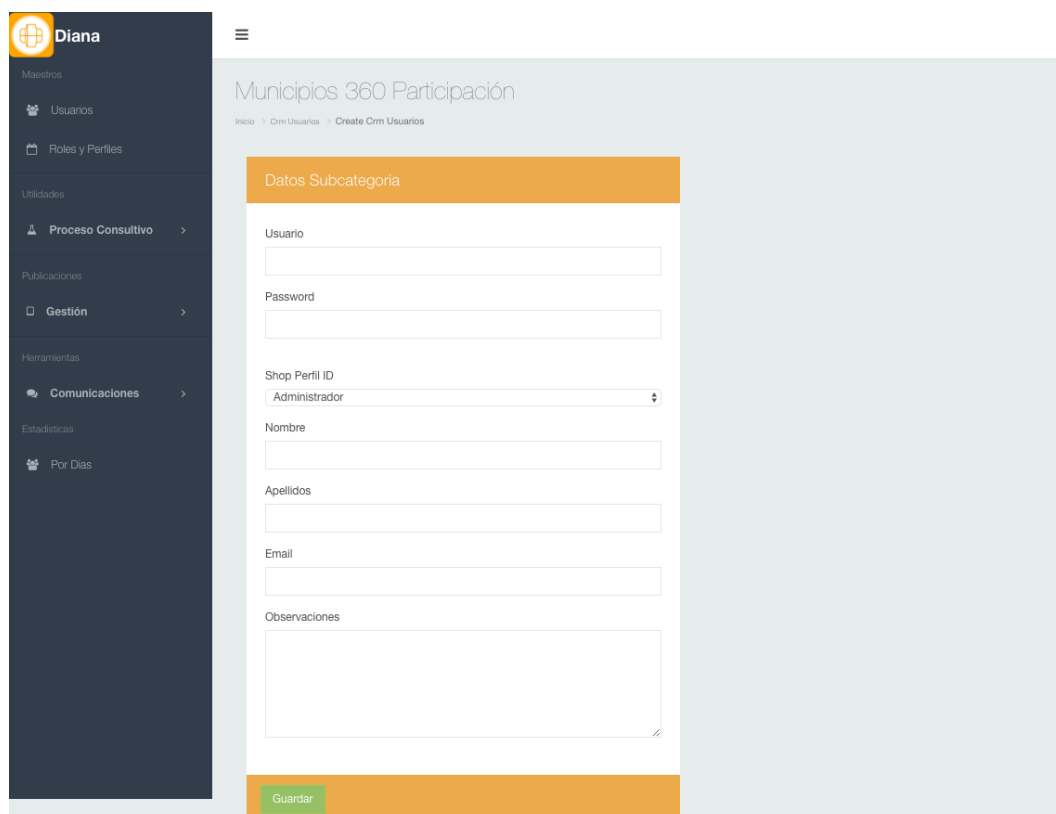 Diana
Maestros
Usuarios
Roles y Perfiles
Utilidades
Proceso Consultivo
Publicaciones
Gestión
Herramientas
Comunicaciones
Estadisticas
Por Dias
Municipios 360 Participación
Inicio > Crm Usuarios > Create Crm Usuarios
Datos Subcategoria
Usuario
Password
Shop Perfil ID
Administrador
Nombre
Apellidos
Email
Observaciones
Guardar